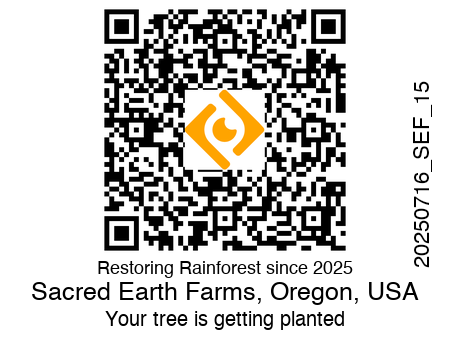 Restoring Rainforest since 2025
Sacred Earth Farms, Oregon, USA
Your tree is getting planted
20250716_SEF_15